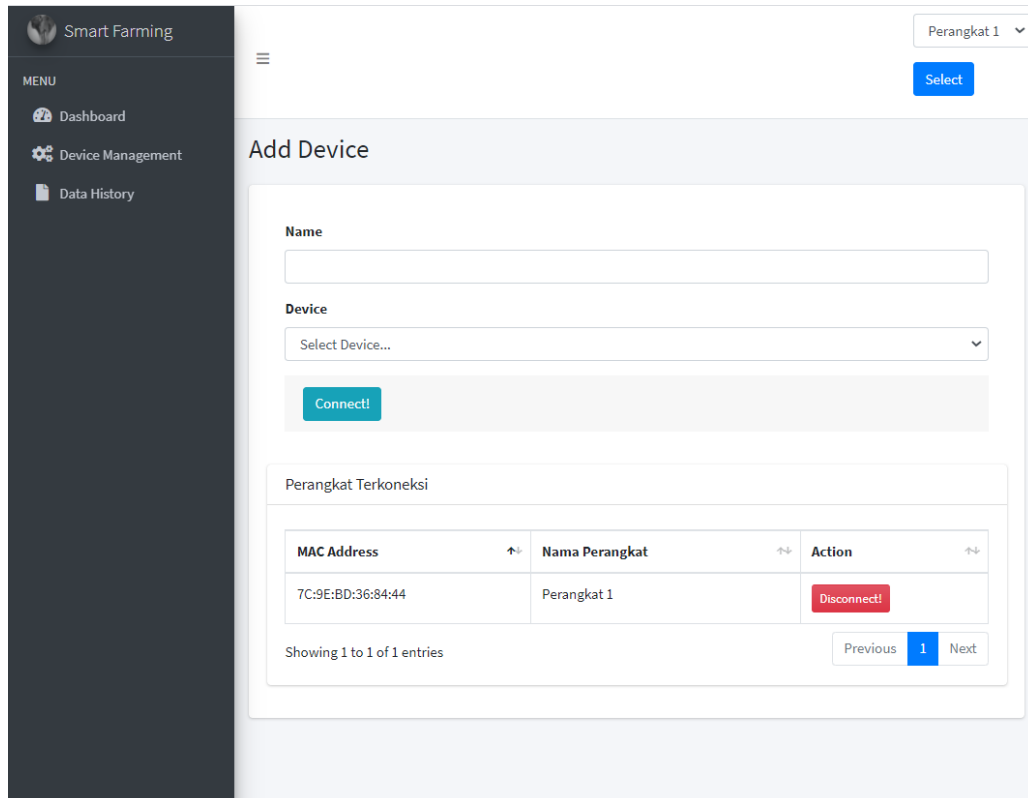 Smart Farming
Perangkat 1
Select
MENU
Dashboard
Device Management
Data History
Add Device
Name
Device
Select Device...
Connect!
Perangkat Terkoneksi
MAC Address Nama Perangkat Action
7C:9E:BD:36:84:44 Perangkat 1 Disconnect!
Showing 1 to 1 of 1 entries Previous 1 Next